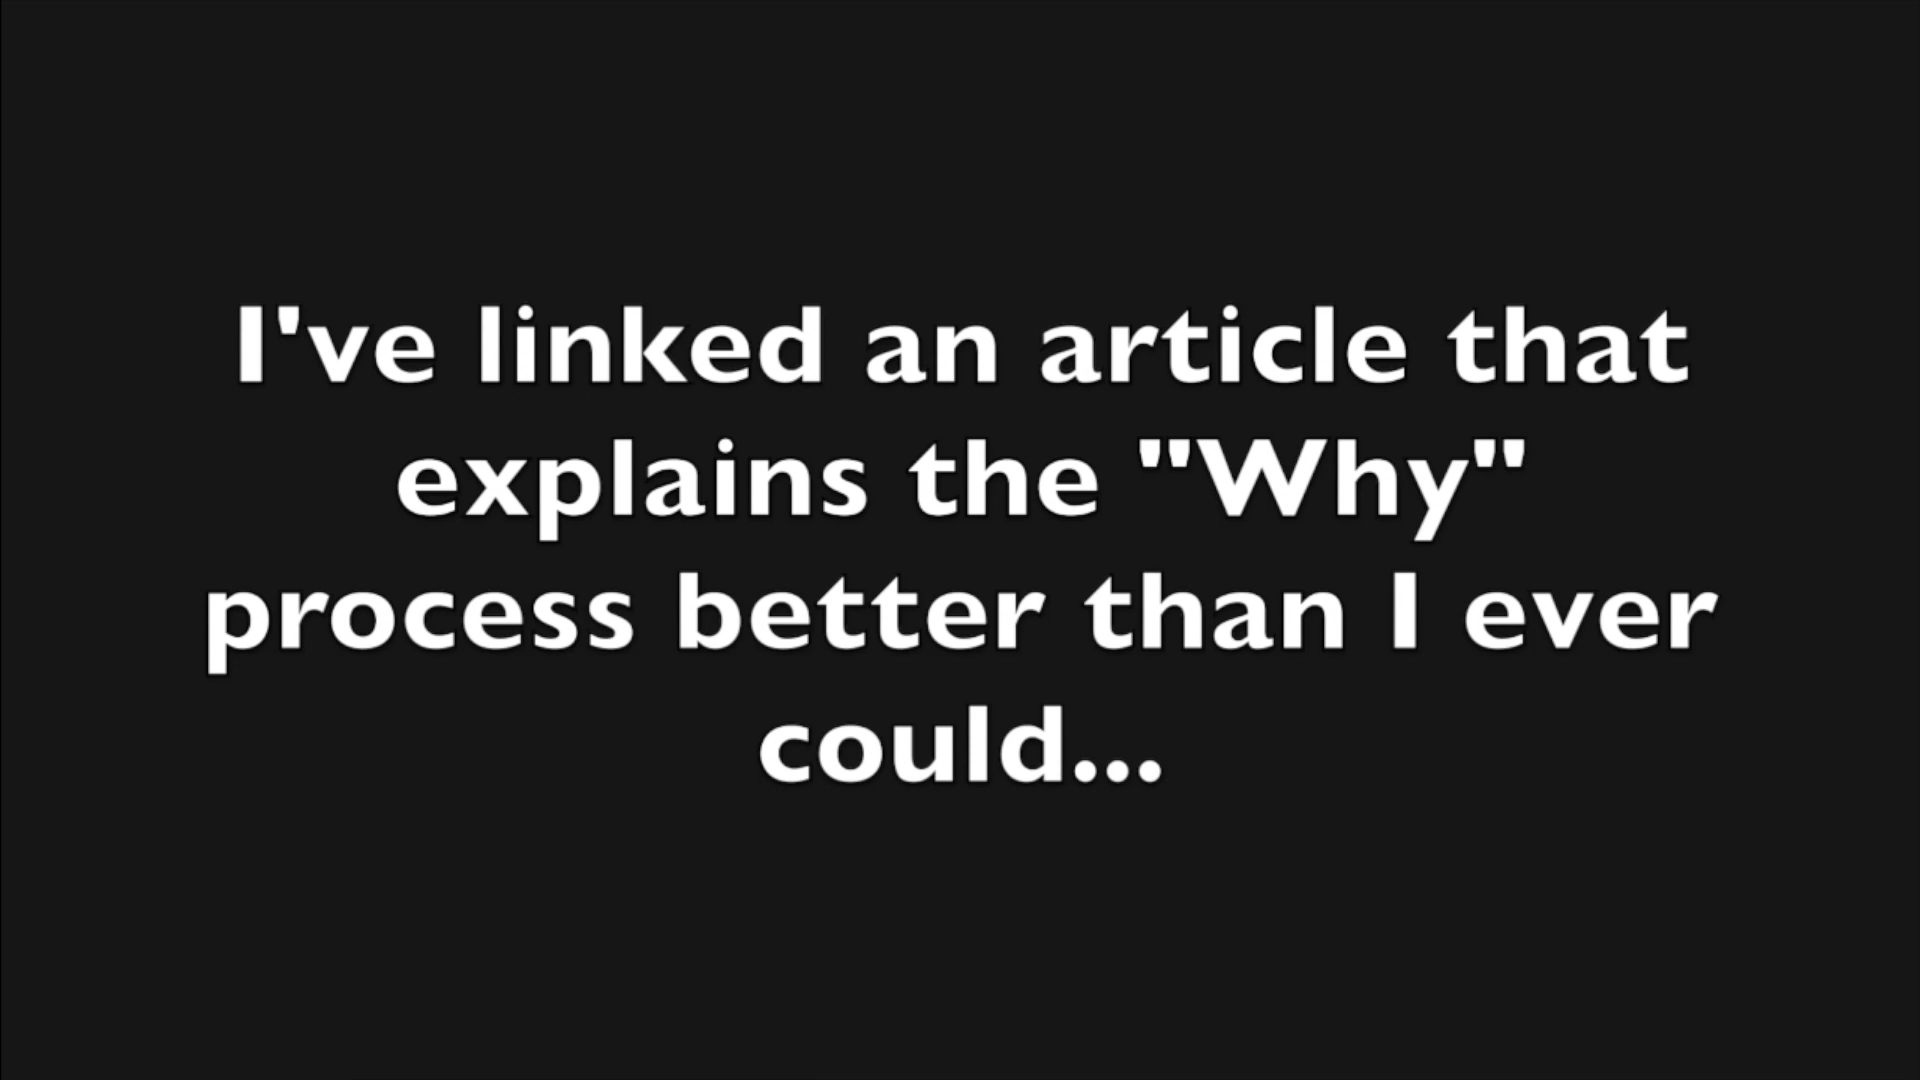 I've linked an article that
explains the "Why"
process better than I ever
could...